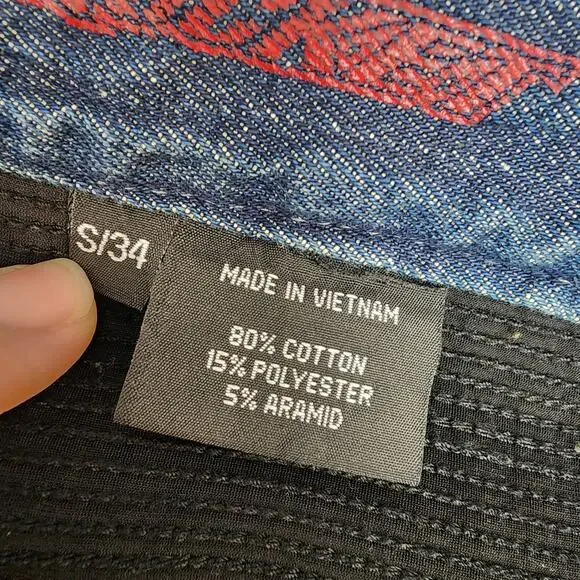 S/34
MADE IN VIETNAM
80% COTTON
15% POLYESTER
5% ARAMID